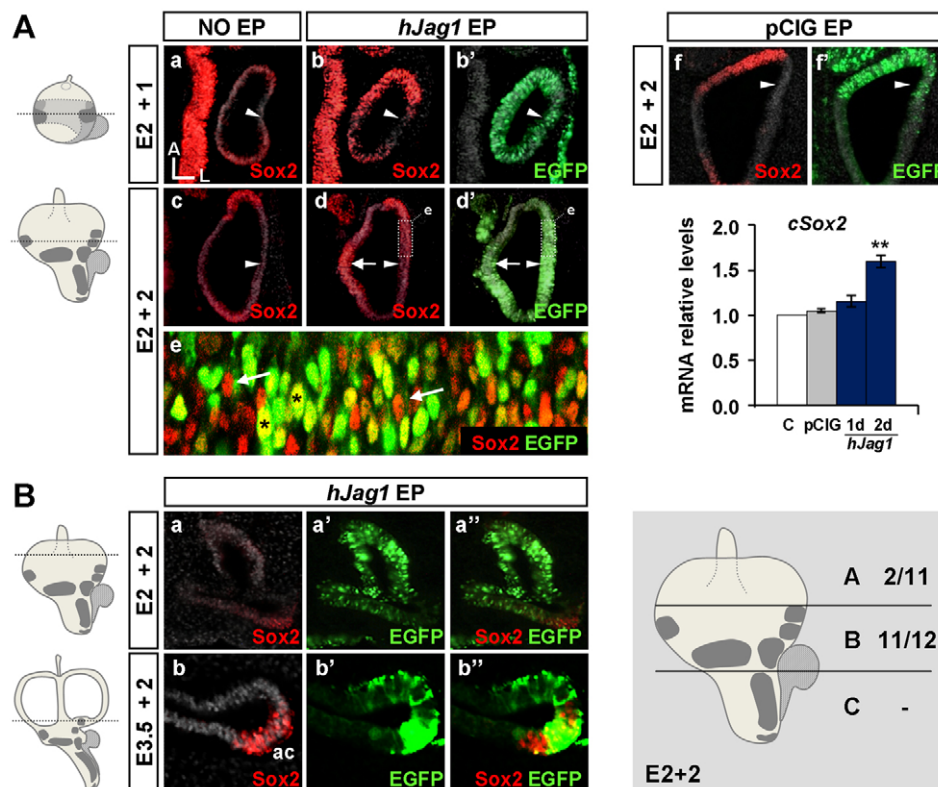 A
NO EP
hJag1 EP
pCIG EP
E2 + 1
a
A
L
Sox2
b
Sox2
b'
EGFP
E2 + 2
f
Sox2
f'
EGFP
E2 + 2
c
Sox2
d
e
Sox2
d'
e
EGFP
e
* *
Sox2 EGFP
cSox2
mRNA relative levels
2.0
1.5
1.0
0.5
0.0
**
C pCIG 1d 2d
hJag1
B
hJag1 EP
E2 + 2
a
Sox2
a'
EGFP
a''
Sox2 EGFP
E3.5 + 2
b
ac
Sox2
b'
EGFP
b''
Sox2 EGFP
A 2/11
B 11/12
C -
E2+2